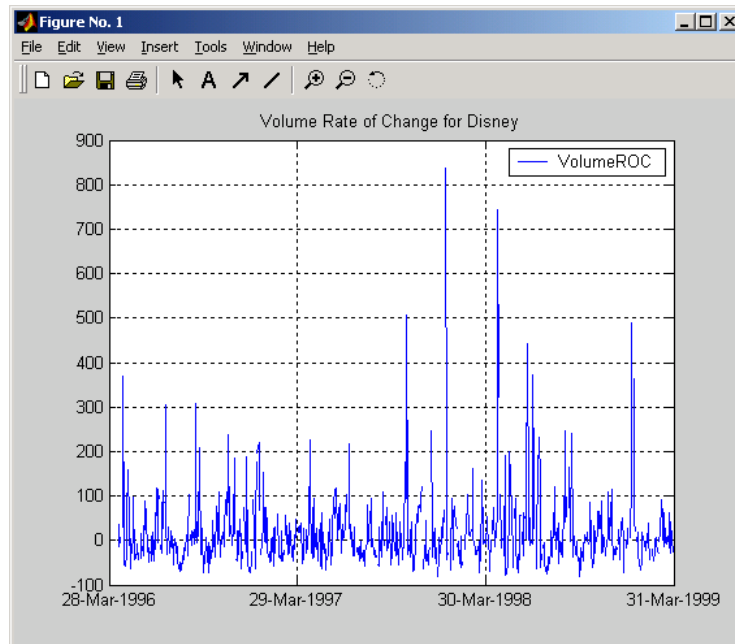 Figure No. 1
File Edit View Insert Tools Window Help
A
Volume Rate of Change for Disney
VolumeROC
900
800
700
600
500
400
300
200
100
0
-100
28-Mar-1996 29-Mar-1997 30-Mar-1998 31-Mar-1999